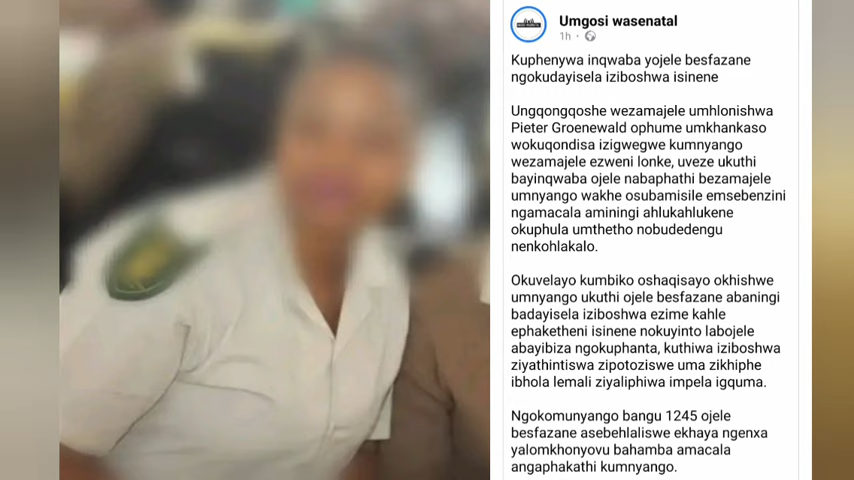 Umgosi wasenatal
1h
Kuphenywa inqwaba yojele besfazane
ngokudayisela iziboshwa isinene
Ungqongqoshe wezamajele umhlonishwa
Pieter Groenewald ophume umkhankaso
wokuqondisa izigwegwe kumnyango
wezamajele ezweni lonke, uveze ukuthi
bayinqwaba ojele nabaphathi bezamajele
umnyango wakhe osubamisile emsebenzini
ngamacala aminingi ahlukahlukene
okuphula umthetho nobudedengu
nenkohlakalo.
Okuvelayo kumbiko oshaqisayo okhishwe
umnyango ukuthi ojele besfazane abaningi
badayisela iziboshwa ezime kahle
ephaketheni isinene nokuyinto labojele
abayibiza ngokuphanta, kuthiwa iziboshwa
ziyathintiswa zipotoziswe uma zikhiphe
ibhola lemali ziyaliphiwa impela igquma.
Ngokomunyango bangu 1245 ojele
besfazane asebehlaliswe ekhaya ngenxa
yalomkhonyovu bahamba amacala
angaphakathi kumnyango.